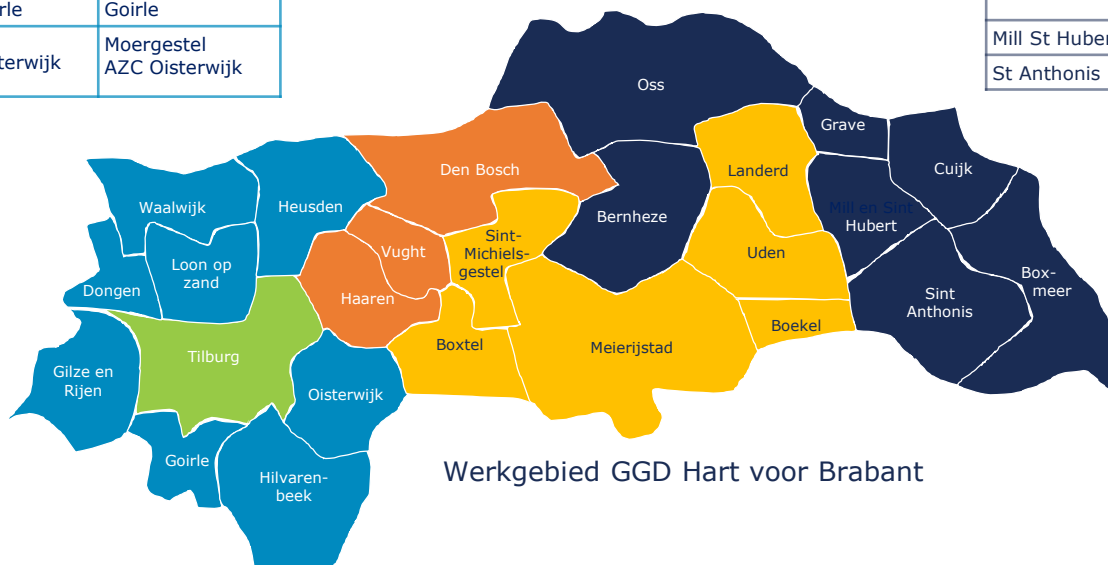 Goirle
Moergestel
AZC Oisterwijk
Mill St Huber
St Anthonis
Oss
Grave
Cuijk
Den Bosch
Landerd
Waalwijk
Heusden
Bernheze
Mill en Sint
Hubert
Sint-
Michiels-
gestel
Vught
Uden
Loon op
zand
Dongen
Haaren
Box-
meer
Sint
Anthonis
Boekel
Boxtel
Meierijstad
Tilburg
Gilze en
Rijen
Oisterwijk
Goirle
Hilvaren-
beek
Werkgebied GGD Hart voor Brabant